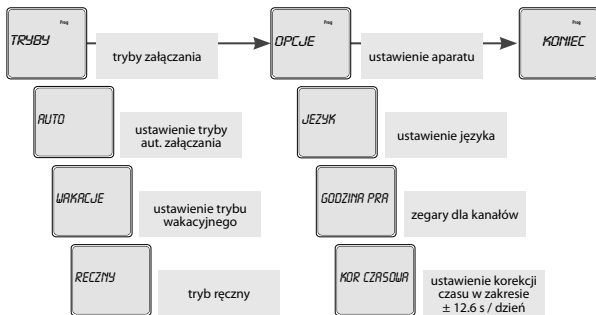 Prog
TRYBY
tryby załączania
Prog
OPCJE
ustawienie aparatu
Prog
KONIEC
AUTO
ustawienie tryby
aut. załączania
WAKACJE
ustawienie trybu
wakacyjnego
RECZNY
tryb ręczny
JEZYK
ustawienie języka
GODZINA PRA
zegary dla kanałów
KOR CZASOWA
ustawienie korekcji
czasu w zakresie
± 12.6 s / dzień